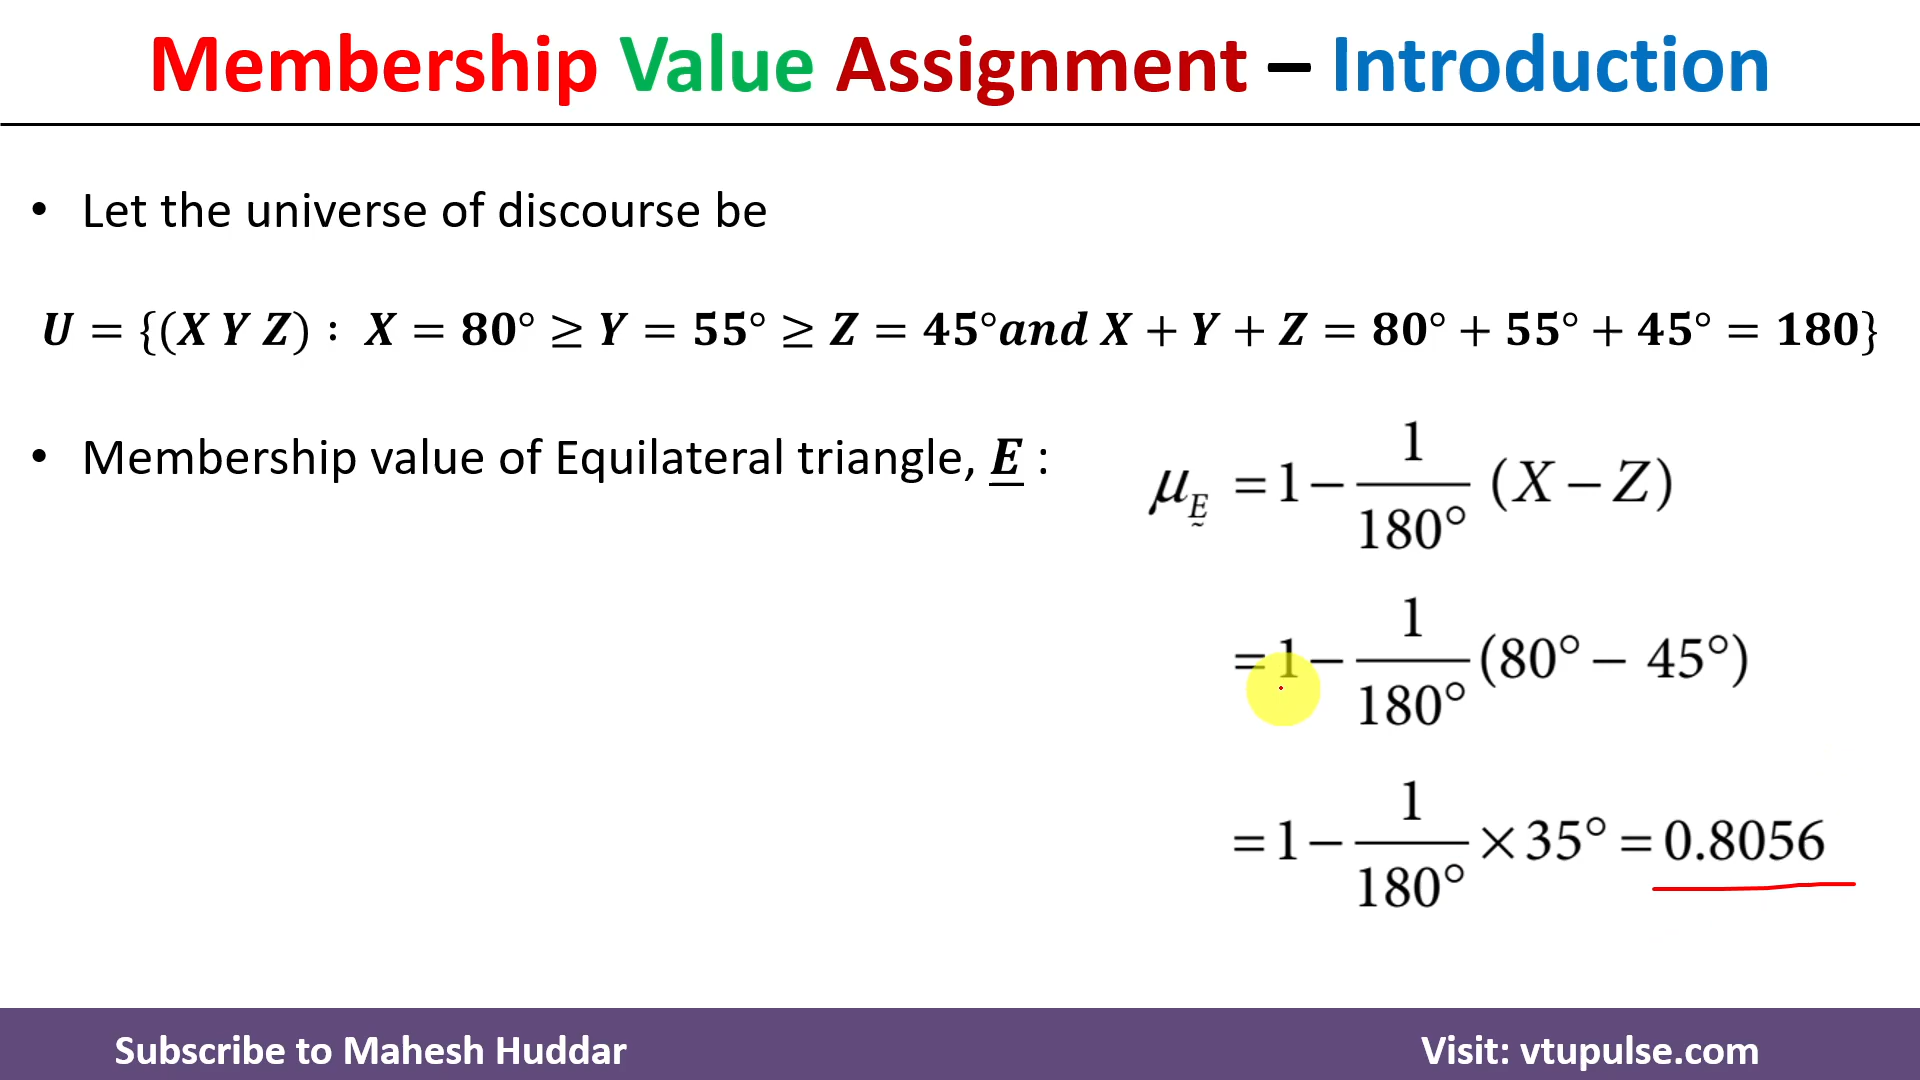 Membership Value Assignment – Introduction
• Let the universe of discourse be
U = {(X Y Z) : X = 80° ≥ Y = 55° ≥ Z = 45°and X + Y + Z = 80° + 55° + 45° = 180}
• Membership value of Equilateral triangle, E :
μ_E = 1 − 1/180° (X − Z)
= 1 − 1/180° (80° − 45°)
= 1 − 1/180° × 35° = 0.8056
Subscribe to Mahesh Huddar
Visit: vtupulse.com